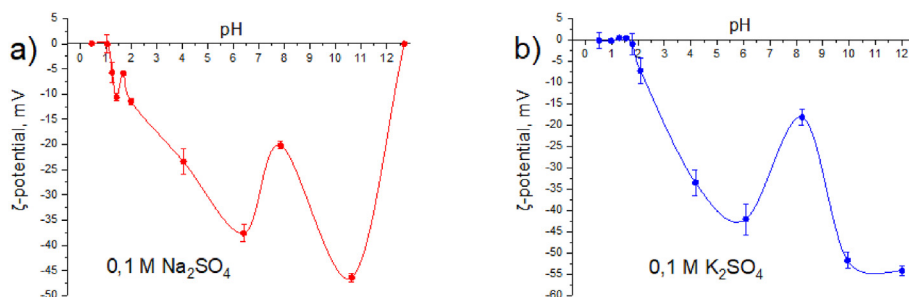 a)
pH
ζ-potential, mV
5
0
-5
-10
-15
-20
-25
-30
-35
-40
-45
-50
0 1 2 3 4 5 6 7 8 9 10 11 12 13
0,1 M Na₂SO₄
b)
pH
ζ-potential, mV
5
0
-5
-10
-15
-20
-25
-30
-35
-40
-45
-50
-55
-60
0 1 2 3 4 5 6 7 8 9 10 11 12
0,1 M K₂SO₄